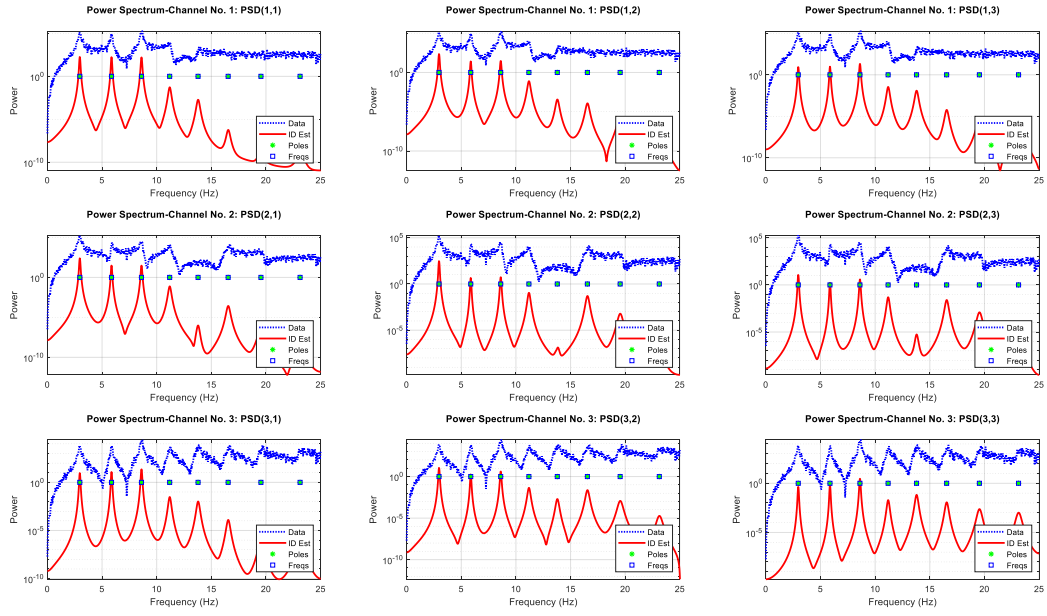 Power Spectrum-Channel No. 1: PSD(1,1)
Power
10^0
10^-10
Data
ID Est
Poles
Freqs
0 5 10 15 20 25
Frequency (Hz)
Power Spectrum-Channel No. 1: PSD(1,2)
Power
10^0
10^-10
Data
ID Est
Poles
Freqs
0 5 10 15 20 25
Frequency (Hz)
Power Spectrum-Channel No. 1: PSD(1,3)
Power
10^0
10^-10
Data
ID Est
Poles
Freqs
0 5 10 15 20 25
Frequency (Hz)
Power Spectrum-Channel No. 2: PSD(2,1)
Power
10^0
10^-10
Data
ID Est
Poles
Freqs
0 5 10 15 20 25
Frequency (Hz)
Power Spectrum-Channel No. 2: PSD(2,2)
Power
10^5
10^0
10^-5
Data
ID Est
Poles
Freqs
0 5 10 15 20 25
Frequency (Hz)
Power Spectrum-Channel No. 2: PSD(2,3)
Power
10^5
10^0
10^-5
Data
ID Est
Poles
Freqs
0 5 10 15 20 25
Frequency (Hz)
Power Spectrum-Channel No. 3: PSD(3,1)
Power
10^0
10^-5
10^-10
Data
ID Est
Poles
Freqs
0 5 10 15 20 25
Frequency (Hz)
Power Spectrum-Channel No. 3: PSD(3,2)
Power
10^0
10^-5
10^-10
Data
ID Est
Poles
Freqs
0 5 10 15 20 25
Frequency (Hz)
Power Spectrum-Channel No. 3: PSD(3,3)
Power
10^0
10^-5
Data
ID Est
Poles
Freqs
0 5 10 15 20 25
Frequency (Hz)